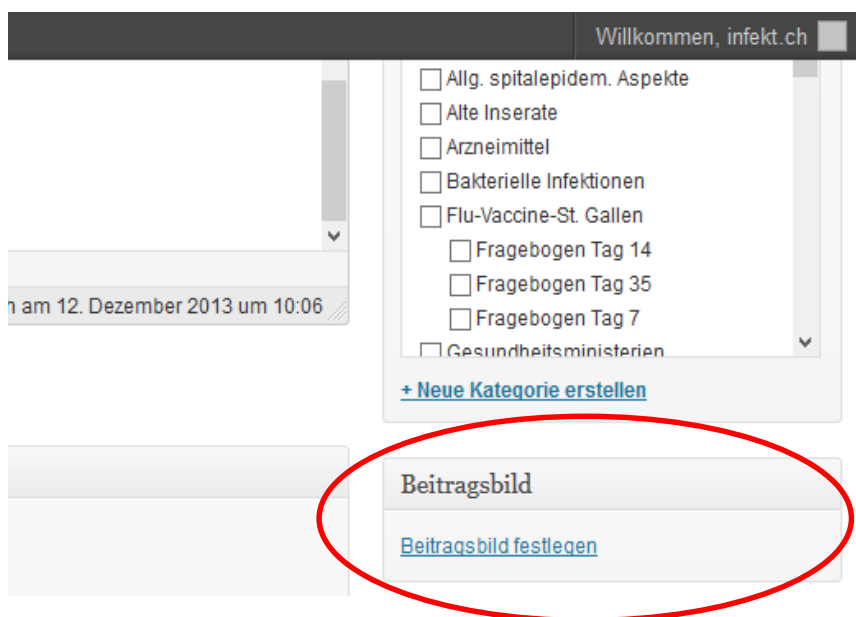 Willkommen, infekt.ch
Allg. spitalepidem. Aspekte
Alte Inserate
Arzneimittel
Bakterielle Infektionen
Flu-Vaccine-St. Gallen
Fragebogen Tag 14
Fragebogen Tag 35
Fragebogen Tag 7
Gesundheitsministerien
am 12. Dezember 2013 um 10:06
+ Neue Kategorie erstellen
Beitragsbild
Beitragsbild festlegen